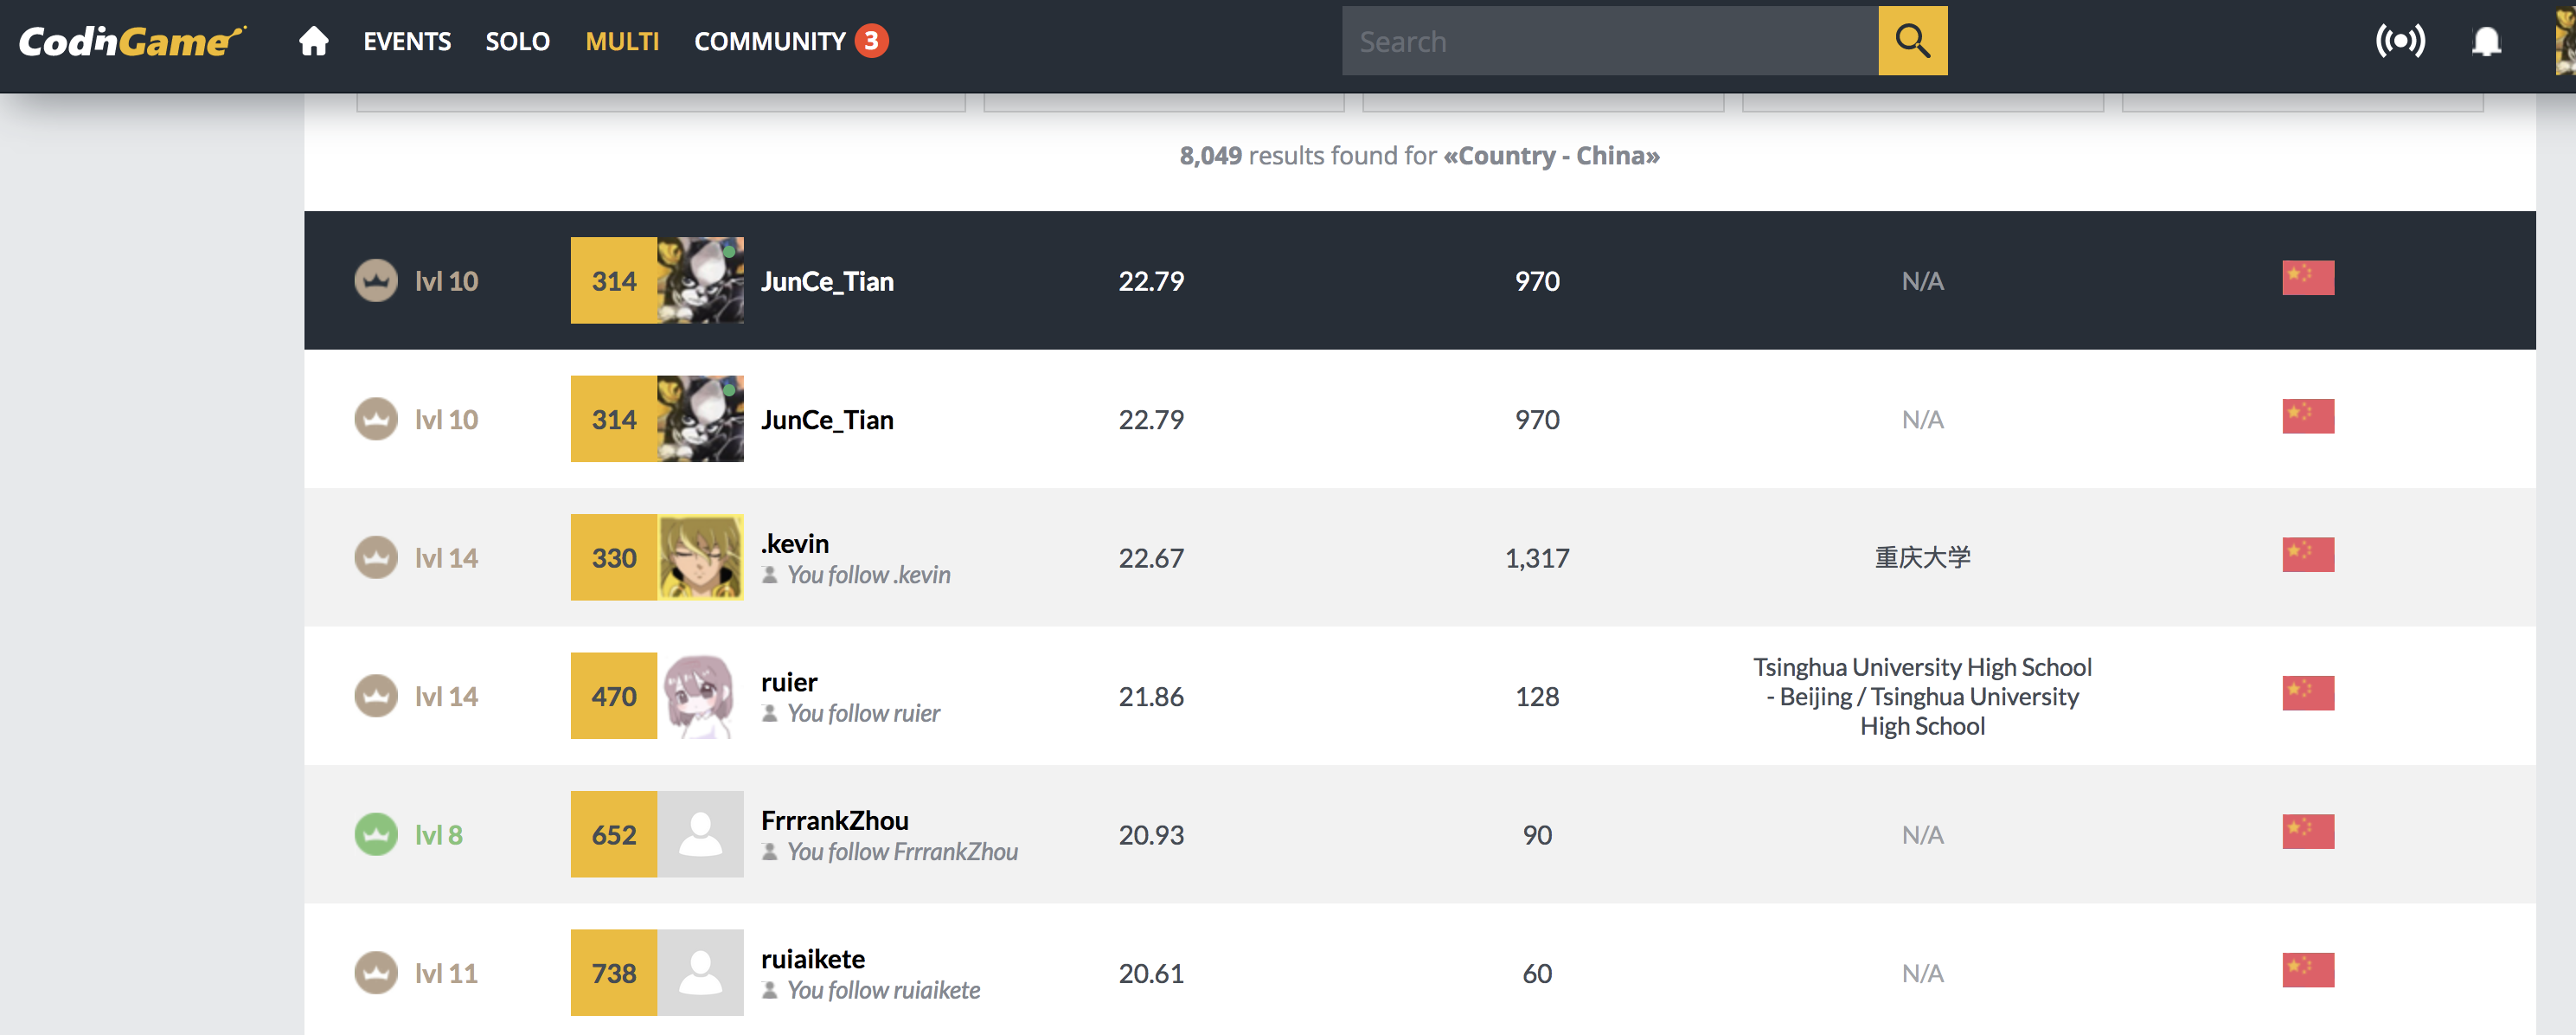 CodinGame EVENTS SOLO MULTI COMMUNITY 3 Search
8,049 results found for «Country - China»
lvl 10 314 JunCe_Tian 22.79 970 N/A
lvl 10 314 JunCe_Tian 22.79 970 N/A
lvl 14 330 .kevin 22.67 1,317 重庆大学
You follow .kevin
lvl 14 470 ruier 21.86 128 Tsinghua University High School
You follow ruier - Beijing / Tsinghua University
High School
lvl 8 652 FrrrankZhou 20.93 90 N/A
You follow FrrrankZhou
lvl 11 738 ruiaikete 20.61 60 N/A
You follow ruiaikete